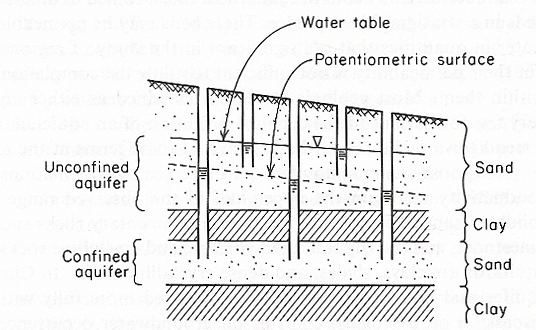 Water table
Potentiometric surface
Unconfined
aquifer
Sand
Clay
Confined
aquifer
Sand
Clay